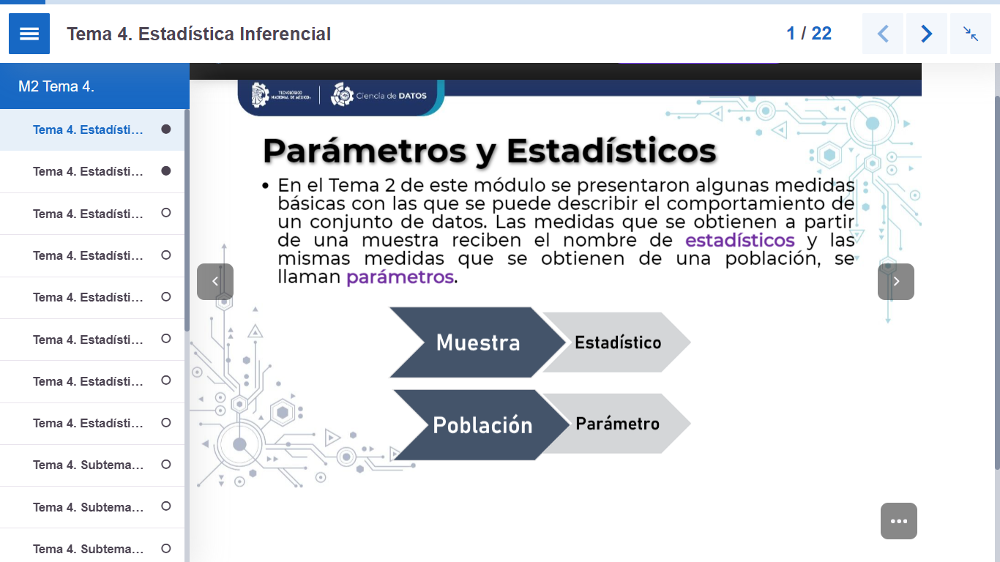 Tema 4. Estadística Inferencial
1 / 22
M2 Tema 4.
Tema 4. Estadísti...
Tema 4. Estadísti...
Tema 4. Estadísti...
Tema 4. Estadísti...
Tema 4. Estadísti...
Tema 4. Estadísti...
Tema 4. Estadísti...
Tema 4. Estadísti...
Tema 4. Subtema...
Tema 4. Subtema...
Tema 4. Subtema...
TECNOLÓGICO
NACIONAL DE MÉXICO
Ciencia de DATOS
Parámetros y Estadísticos
• En el Tema 2 de este módulo se presentaron algunas medidas
básicas con las que se puede describir el comportamiento de
un conjunto de datos. Las medidas que se obtienen a partir
de una muestra reciben el nombre de estadísticos y las
mismas medidas que se obtienen de una población, se
llaman parámetros.
Muestra
Estadístico
Población
Parámetro